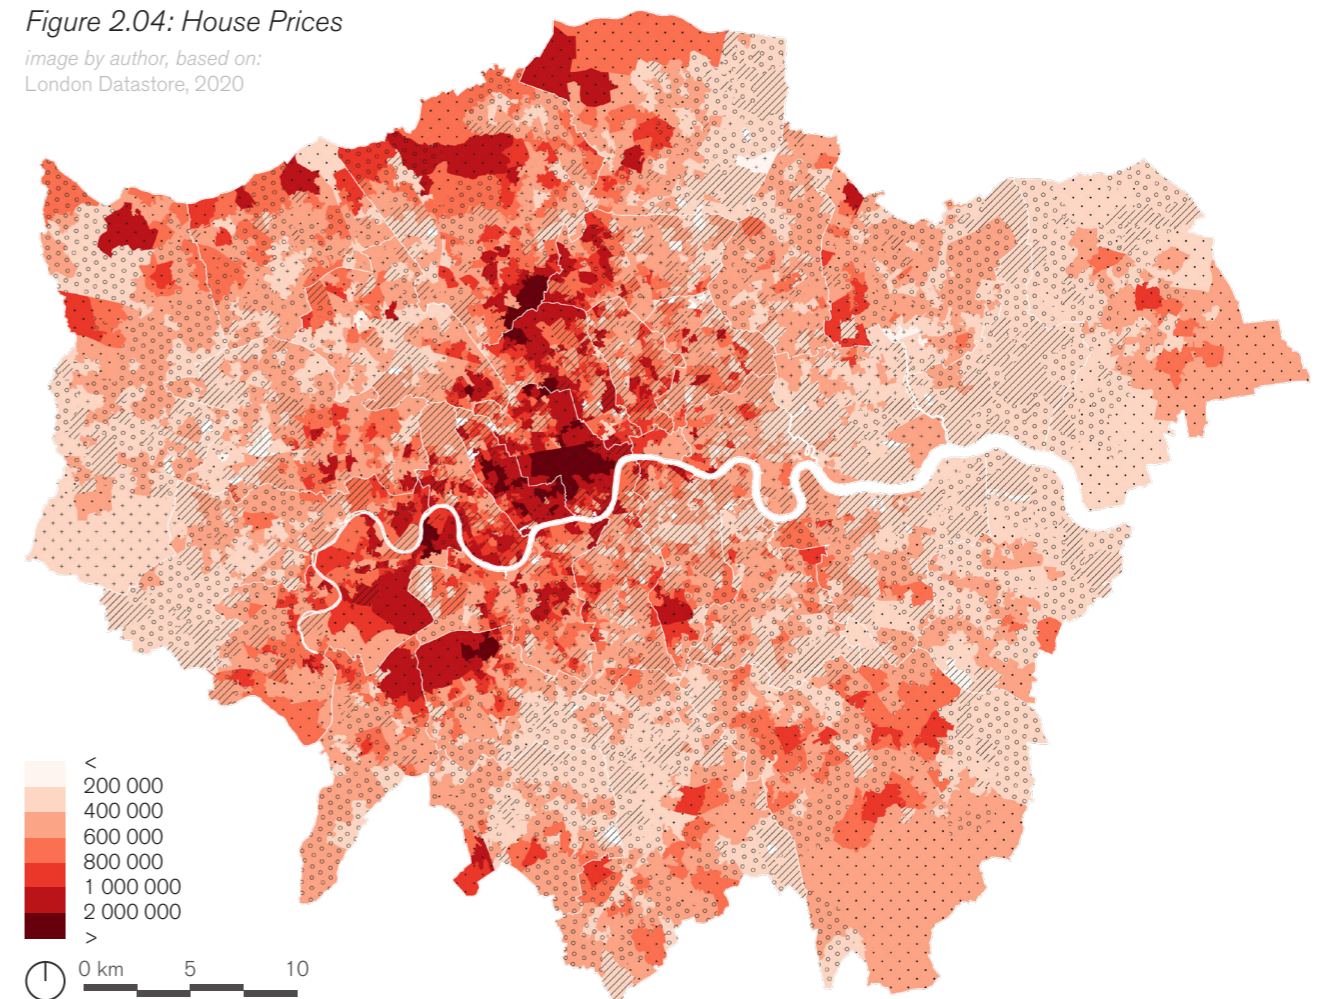 Figure 2.04: House Prices
image by author, based on:
London Datastore, 2020
<
200 000
400 000
600 000
800 000
1 000 000
2 000 000
>
0 km 5 10